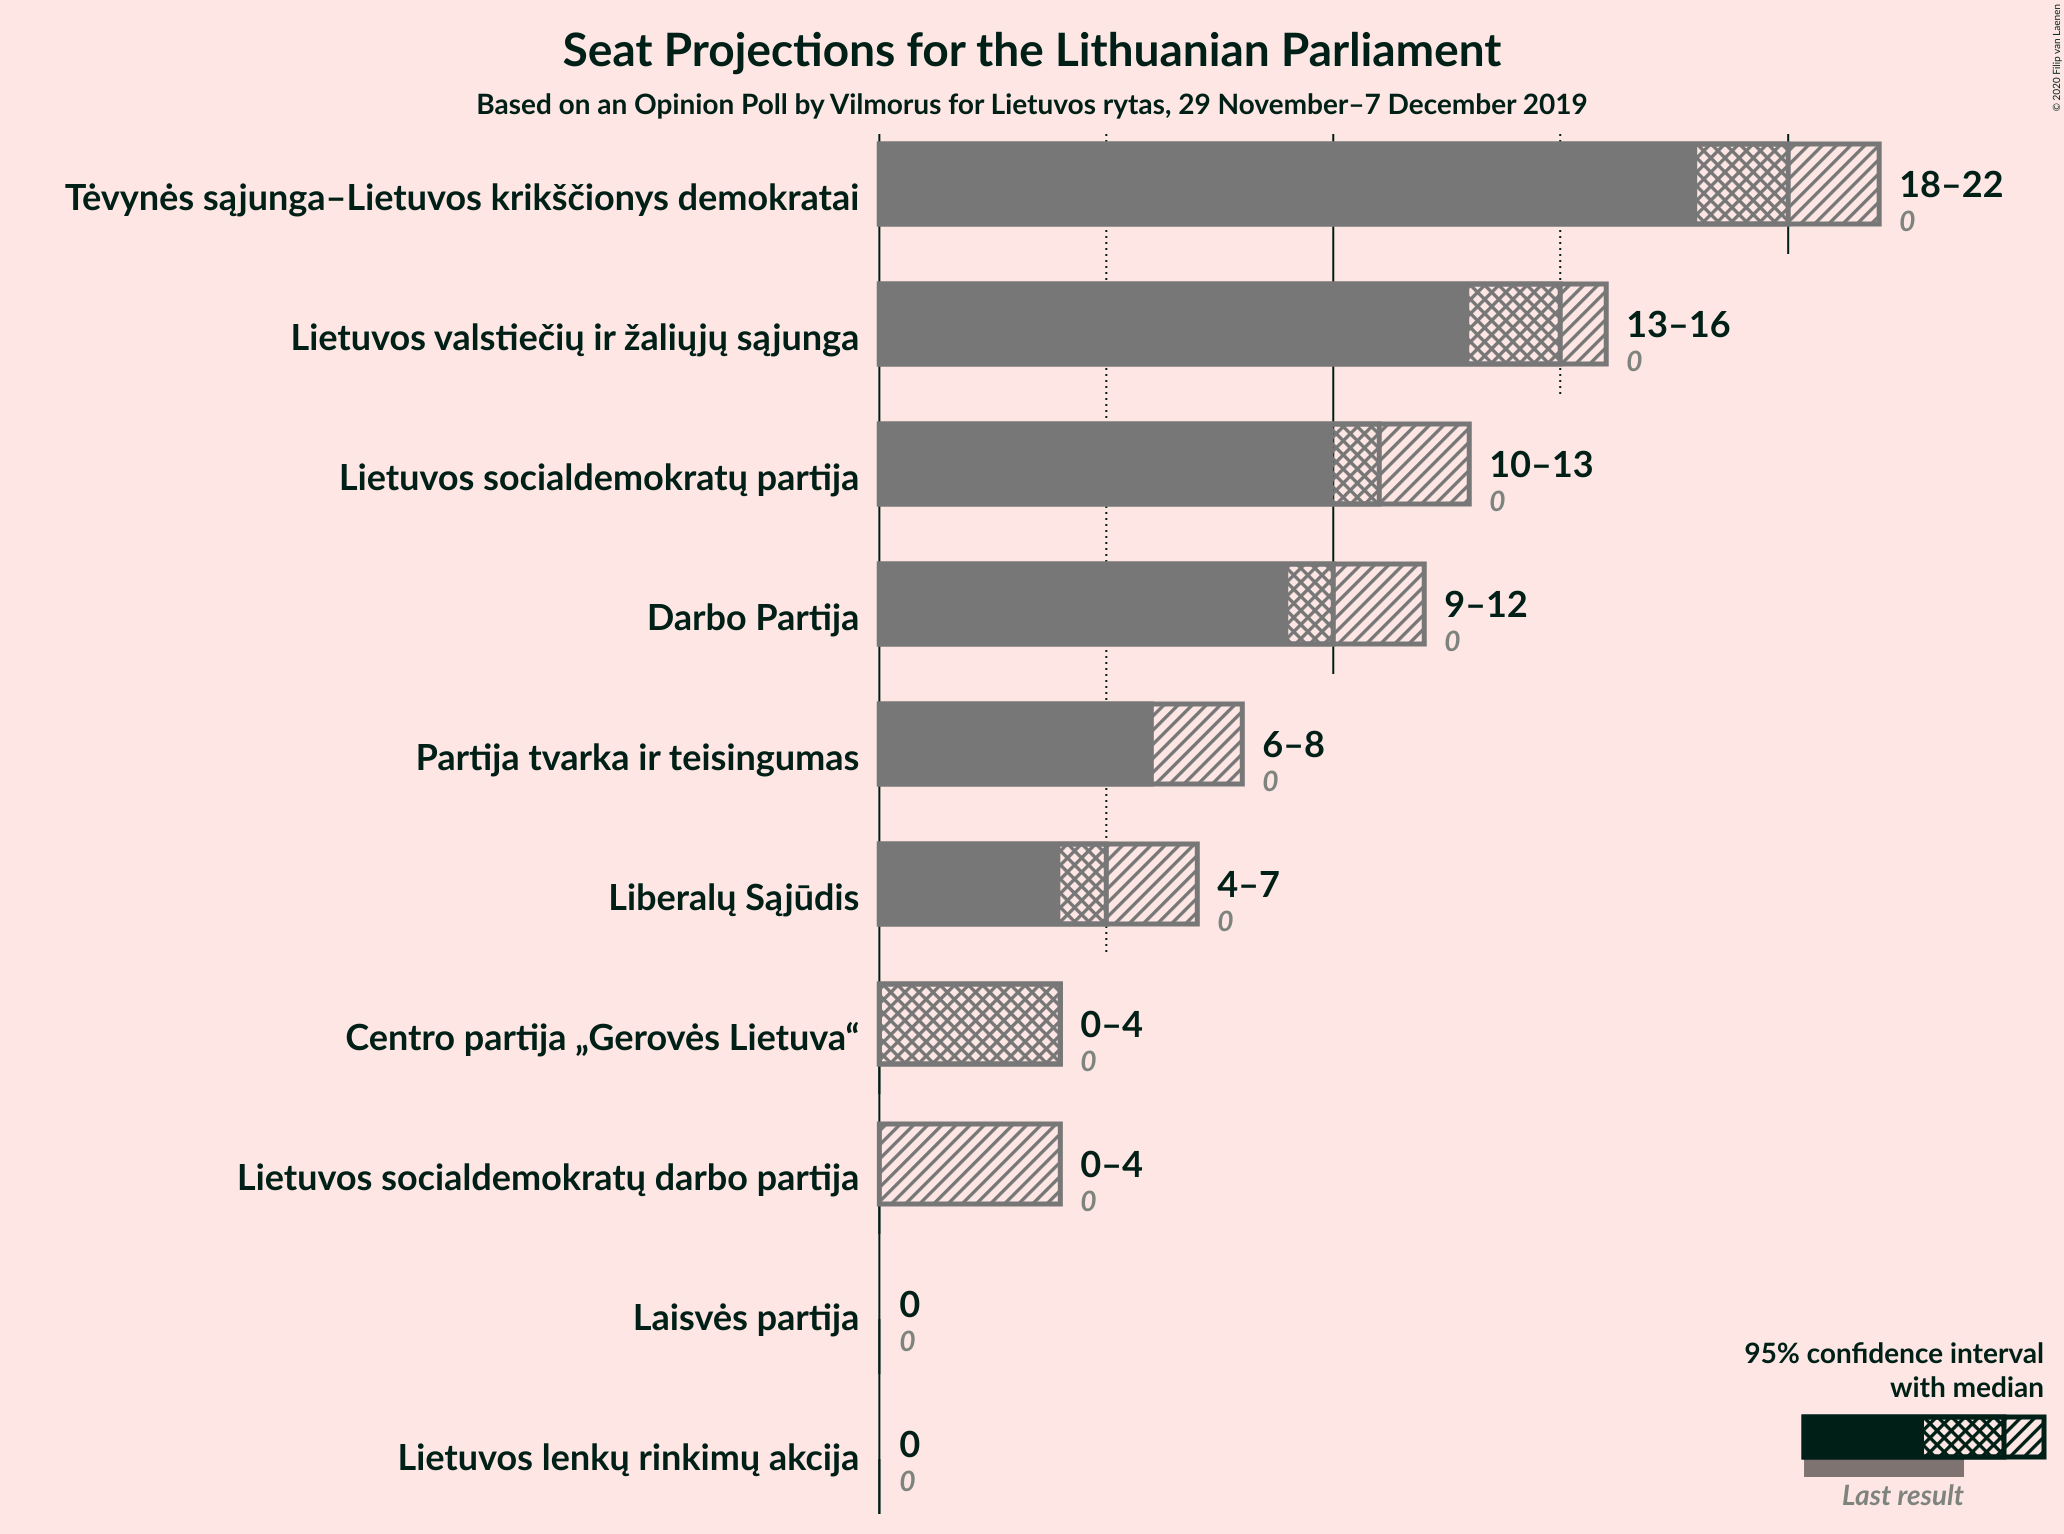 Seat Projections for the Lithuanian Parliament
Based on an Opinion Poll by Vilmorus for Lietuvos rytas, 29 November–7 December 2019
© 2020 Filip van Laenen
Tėvynės sąjunga–Lietuvos krikščionys demokratai
18–22
0
Lietuvos valstiečių ir žaliųjų sąjunga
13–16
0
Lietuvos socialdemokratų partija
10–13
0
Darbo Partija
9–12
0
Partija tvarka ir teisingumas
6–8
0
Liberalų Sąjūdis
4–7
0
Centro partija „Gerovės Lietuva“
0–4
0
Lietuvos socialdemokratų darbo partija
0–4
0
Laisvės partija
0
0
Lietuvos lenkų rinkimų akcija
0
0
95% confidence interval
with median
Last result